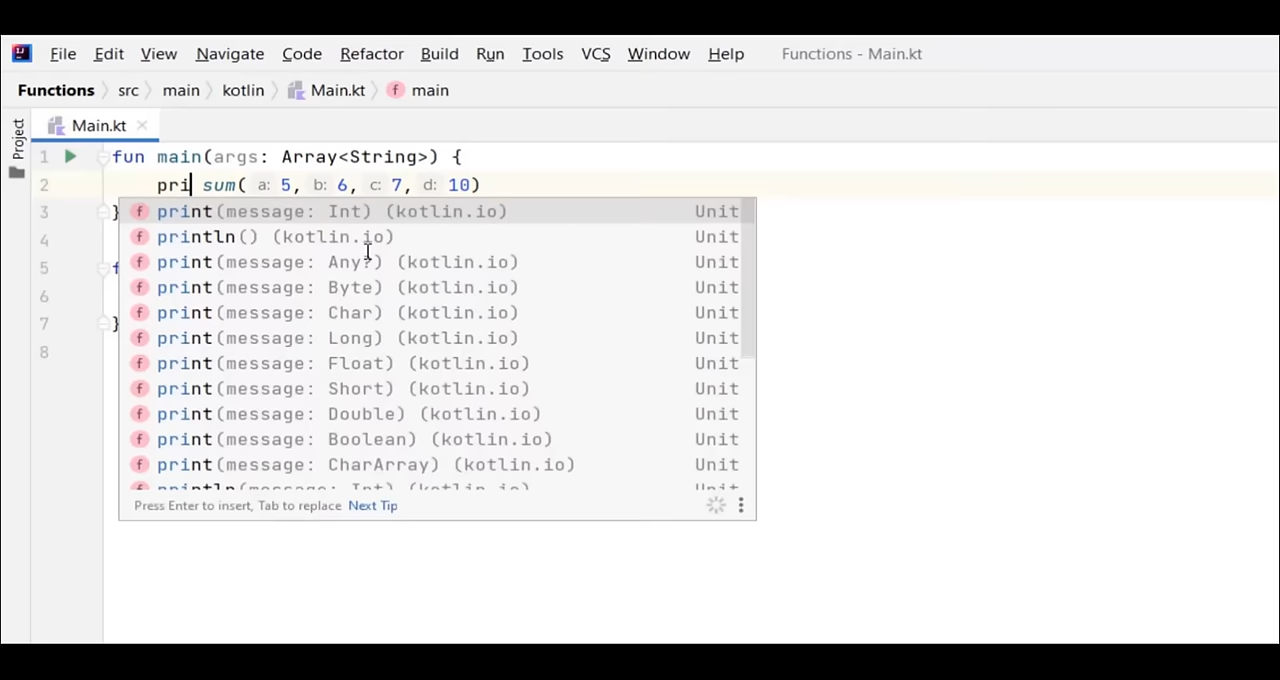 File Edit View Navigate Code Refactor Build Run Tools VCS Window Help Functions - Main.kt
Functions src main kotlin Main.kt f main
Project
Main.kt
1 fun main(args: Array<String>) {
2 pri sum( a: 5, b: 6, c: 7, d: 10)
3 }
4
5 f
6
7 }
8
f print(message: Int) (kotlin.io) Unit
f println() (kotlin.io) Unit
f print(message: Any?) (kotlin.io) Unit
f print(message: Byte) (kotlin.io) Unit
f print(message: Char) (kotlin.io) Unit
f print(message: Long) (kotlin.io) Unit
f print(message: Float) (kotlin.io) Unit
f print(message: Short) (kotlin.io) Unit
f print(message: Double) (kotlin.io) Unit
f print(message: Boolean) (kotlin.io) Unit
f print(message: CharArray) (kotlin.io) Unit
f println(message: Int) (kotlin.io) Unit
Press Enter to insert, Tab to replace Next Tip